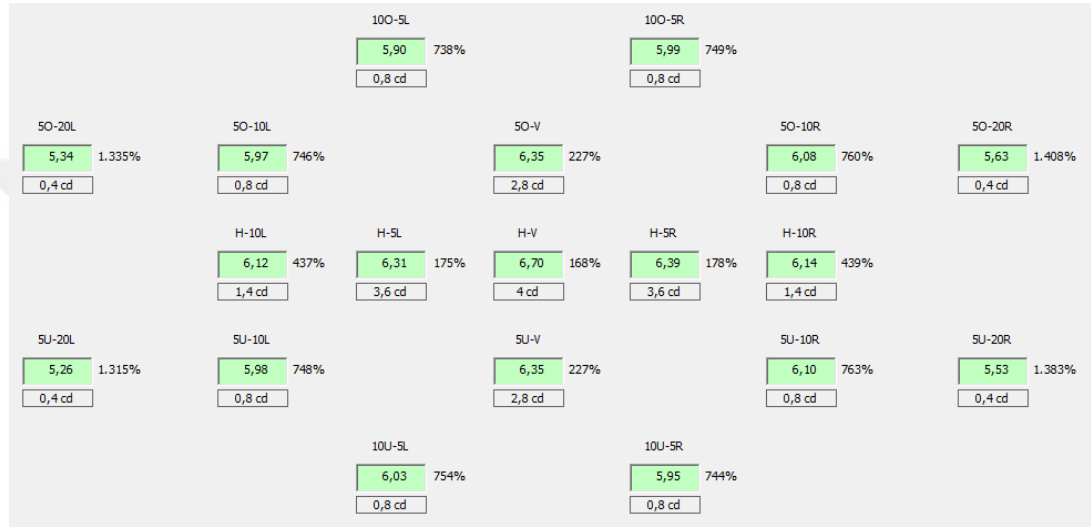 10O-5L 10O-5R
5,90 738% 5,99 749%
0,8 cd 0,8 cd
5O-20L 5O-10L 5O-V 5O-10R 5O-20R
5,34 1.335% 5,97 746% 6,35 227% 6,08 760% 5,63 1.408%
0,4 cd 0,8 cd 2,8 cd 0,8 cd 0,4 cd
H-10L H-5L H-V H-5R H-10R
6,12 437% 6,31 175% 6,70 168% 6,39 178% 6,14 439%
1,4 cd 3,6 cd 4 cd 3,6 cd 1,4 cd
5U-20L 5U-10L 5U-V 5U-10R 5U-20R
5,26 1.315% 5,98 748% 6,35 227% 6,10 763% 5,53 1.383%
0,4 cd 0,8 cd 2,8 cd 0,8 cd 0,4 cd
10U-5L 10U-5R
6,03 754% 5,95 744%
0,8 cd 0,8 cd